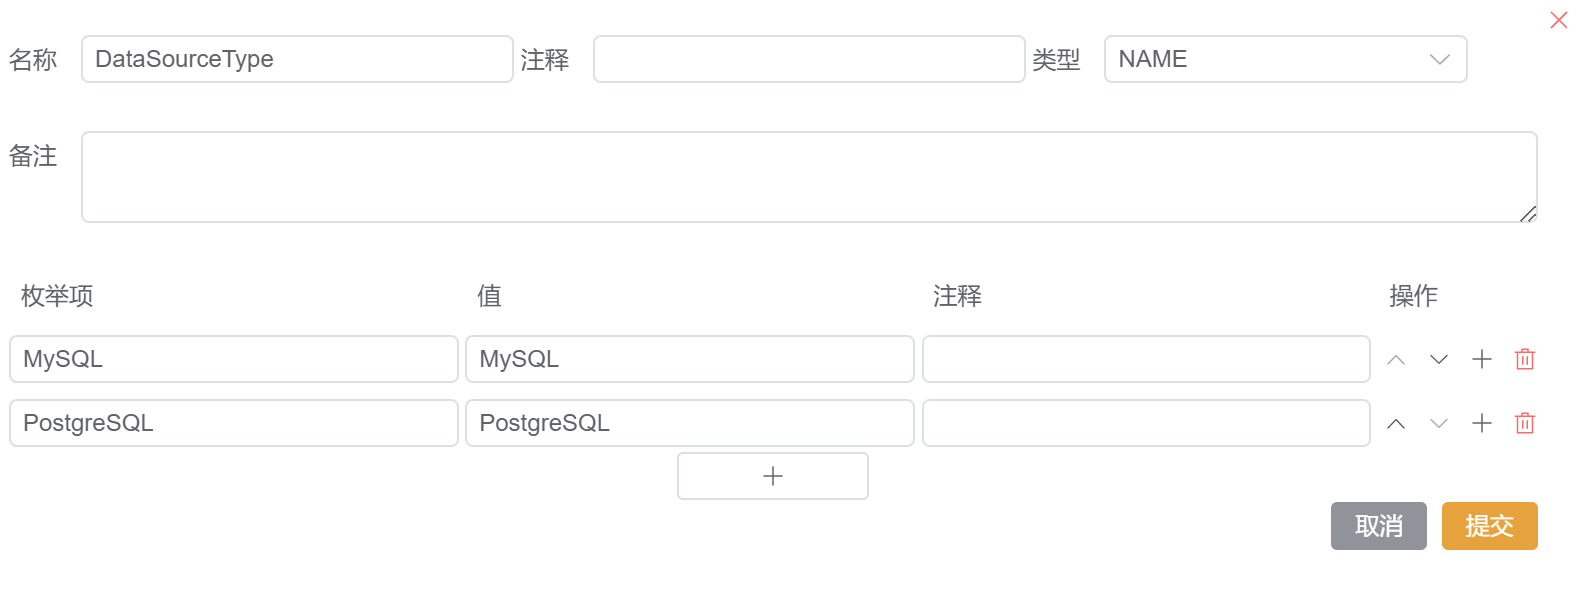 名称 DataSourceType 注释 类型 NAME
备注
枚举项 值 注释 操作
MySQL MySQL
PostgreSQL PostgreSQL
取消 提交